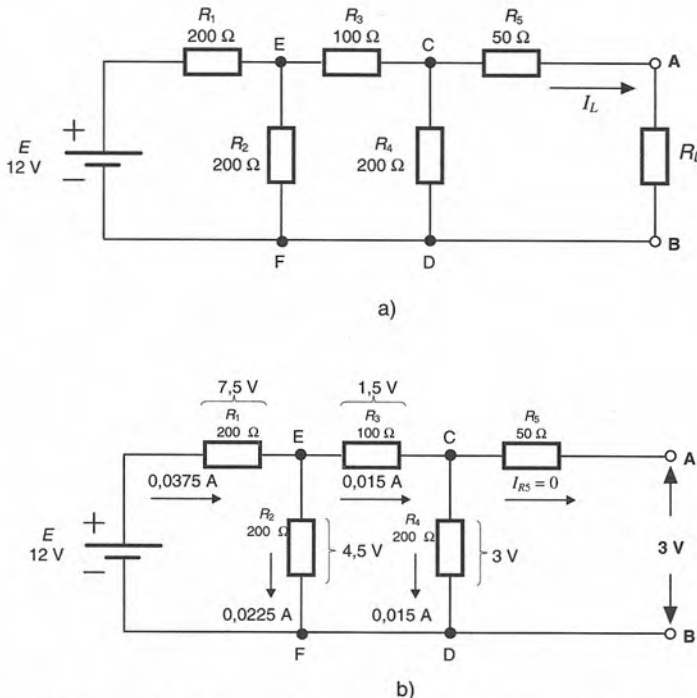 R1 R3 R5
200 Ω E 100 Ω C 50 Ω
A
IL
E
12 V
+
−
R2
200 Ω
R4
200 Ω
B
F D
a)
7,5 V 1,5 V
R1 R3 R5
200 Ω E 100 Ω C 50 Ω
A
0,0375 A 0,015 A IR5 = 0
E
12 V
+
−
R2
200 Ω
4,5 V
R4
200 Ω
3 V
3 V
0,0225 A 0,015 A
B
F D
b)